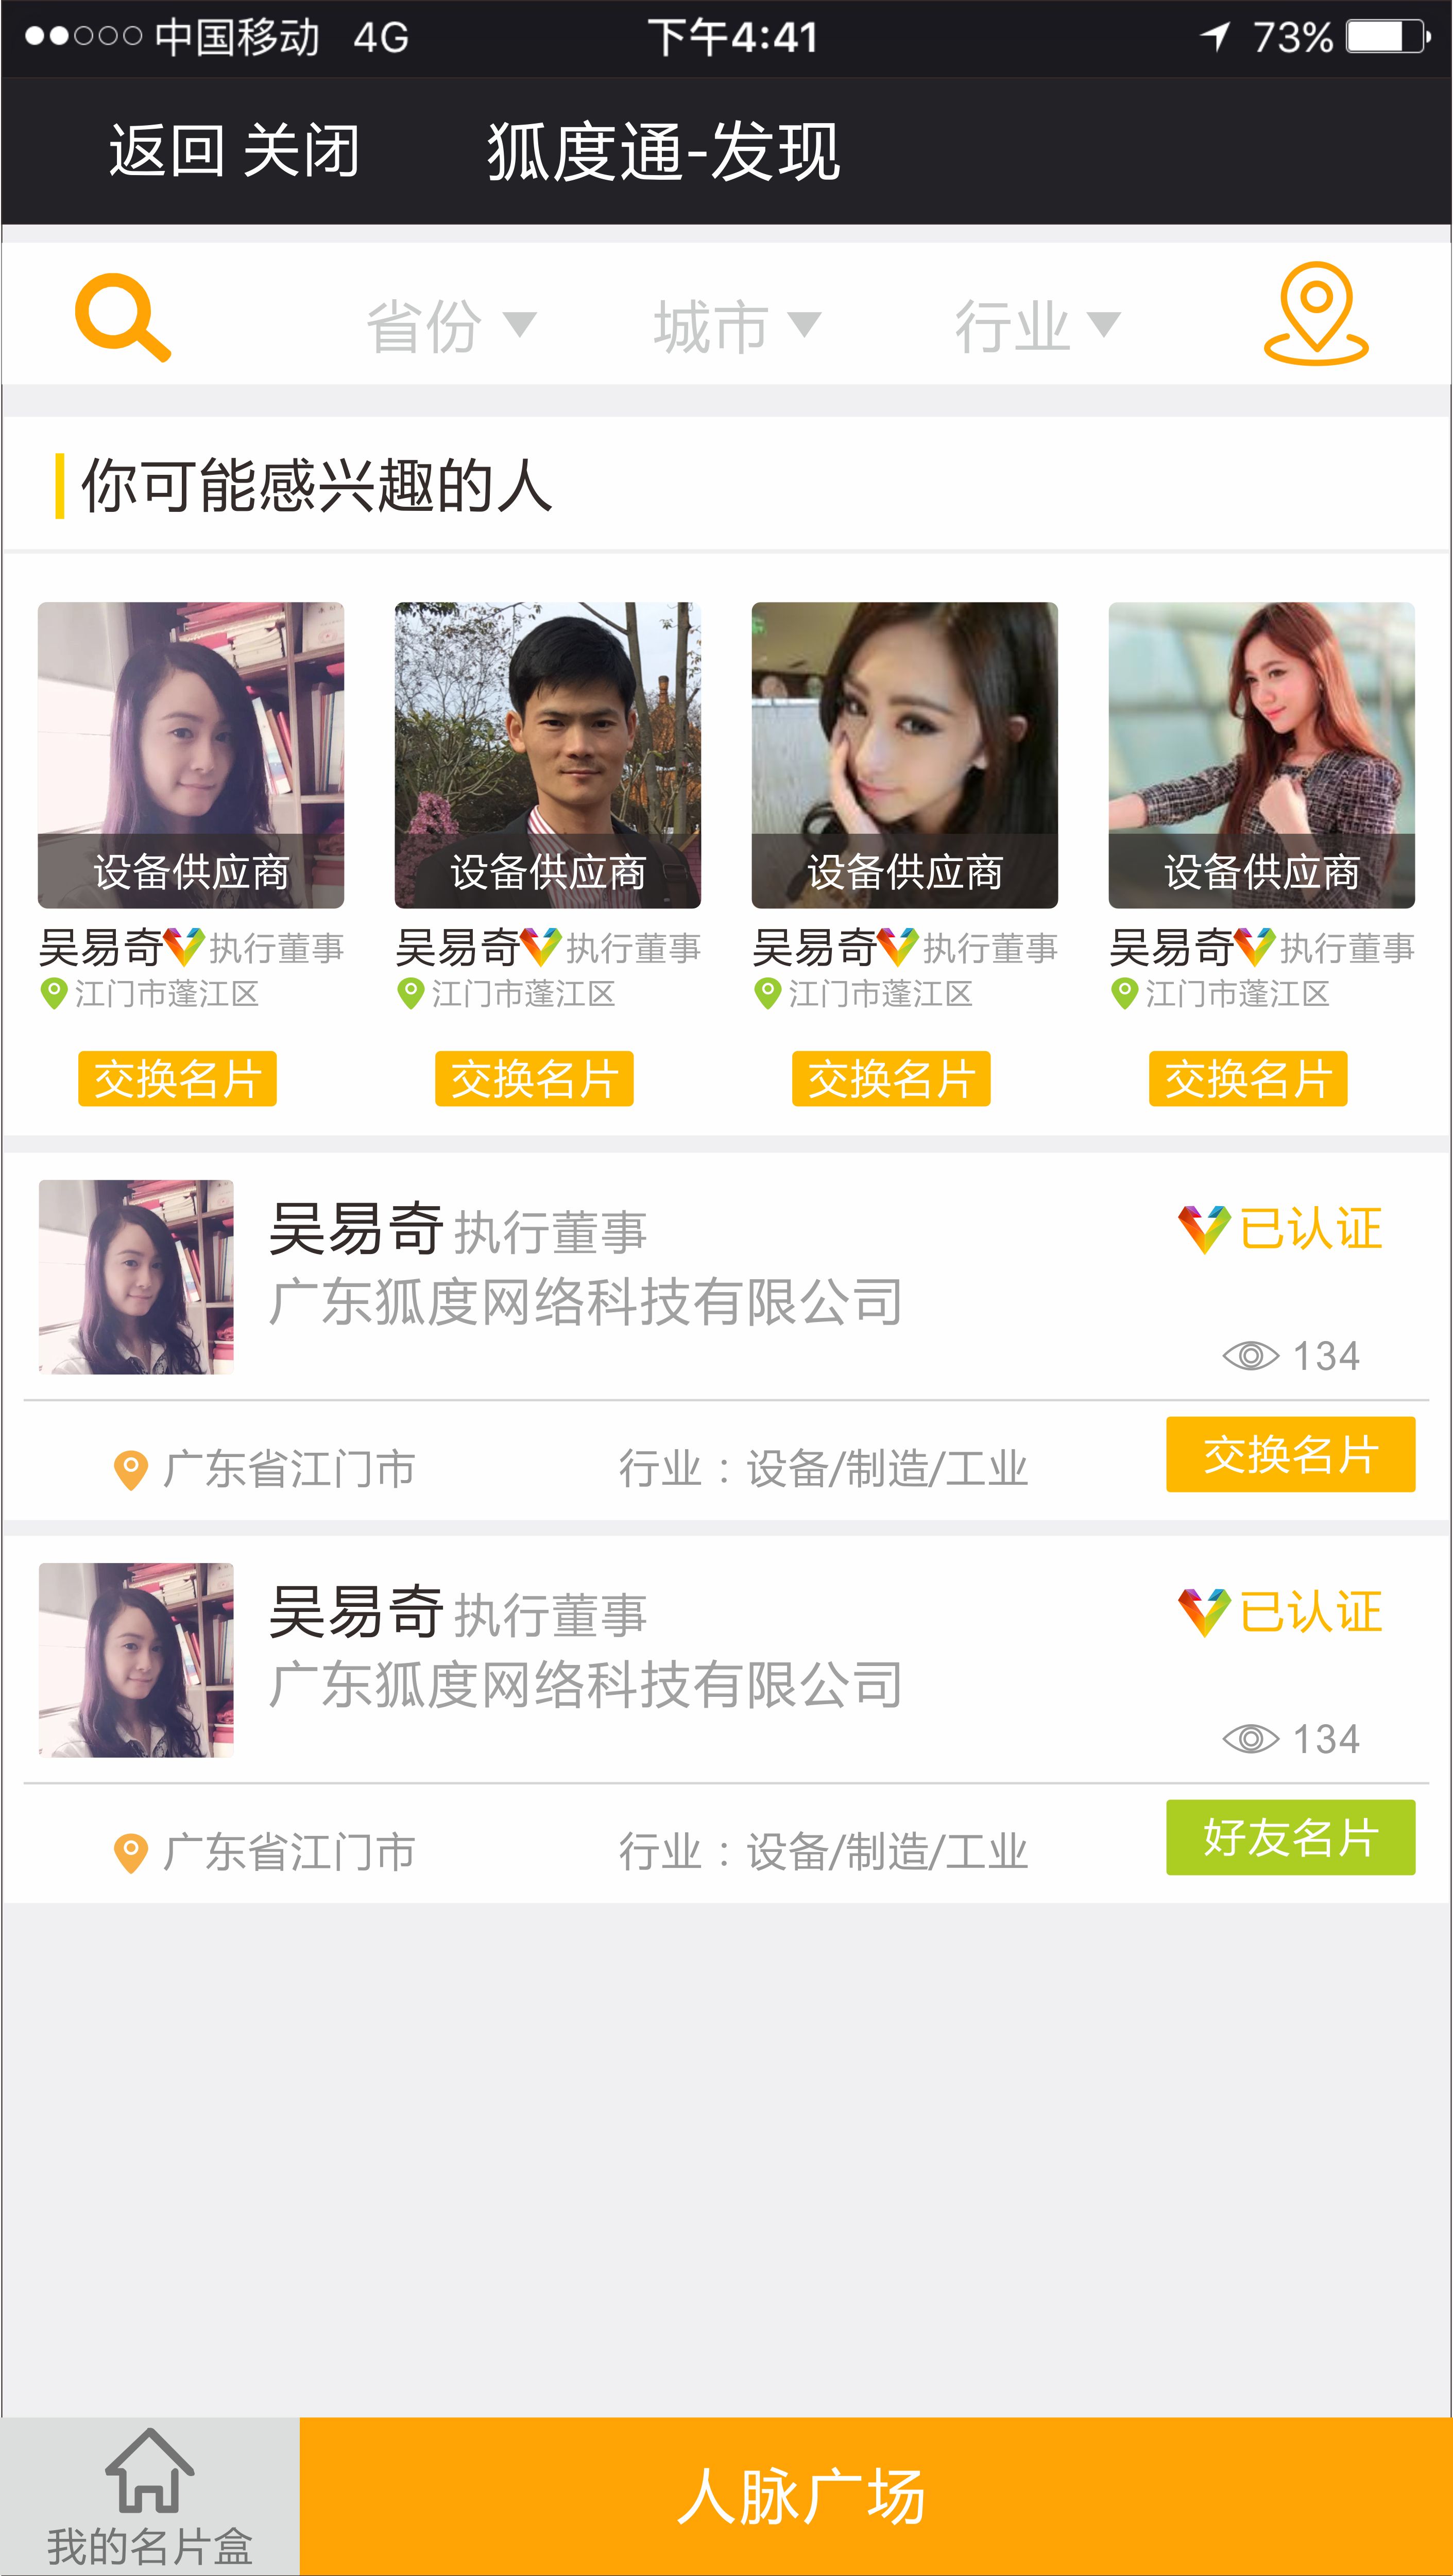 中国移动 4G 下午4:41 73%
返回 关闭 狐度通-发现
省份 城市 行业
你可能感兴趣的人
设备供应商 设备供应商 设备供应商 设备供应商
吴易奇 执行董事 吴易奇 执行董事 吴易奇 执行董事 吴易奇 执行董事
江门市蓬江区 江门市蓬江区 江门市蓬江区 江门市蓬江区
交换名片 交换名片 交换名片 交换名片
吴易奇 执行董事 已认证
广东狐度网络科技有限公司
134
广东省江门市 行业：设备/制造/工业 交换名片
吴易奇 执行董事 已认证
广东狐度网络科技有限公司
134
广东省江门市 行业：设备/制造/工业 好友名片
人脉广场
我的名片盒